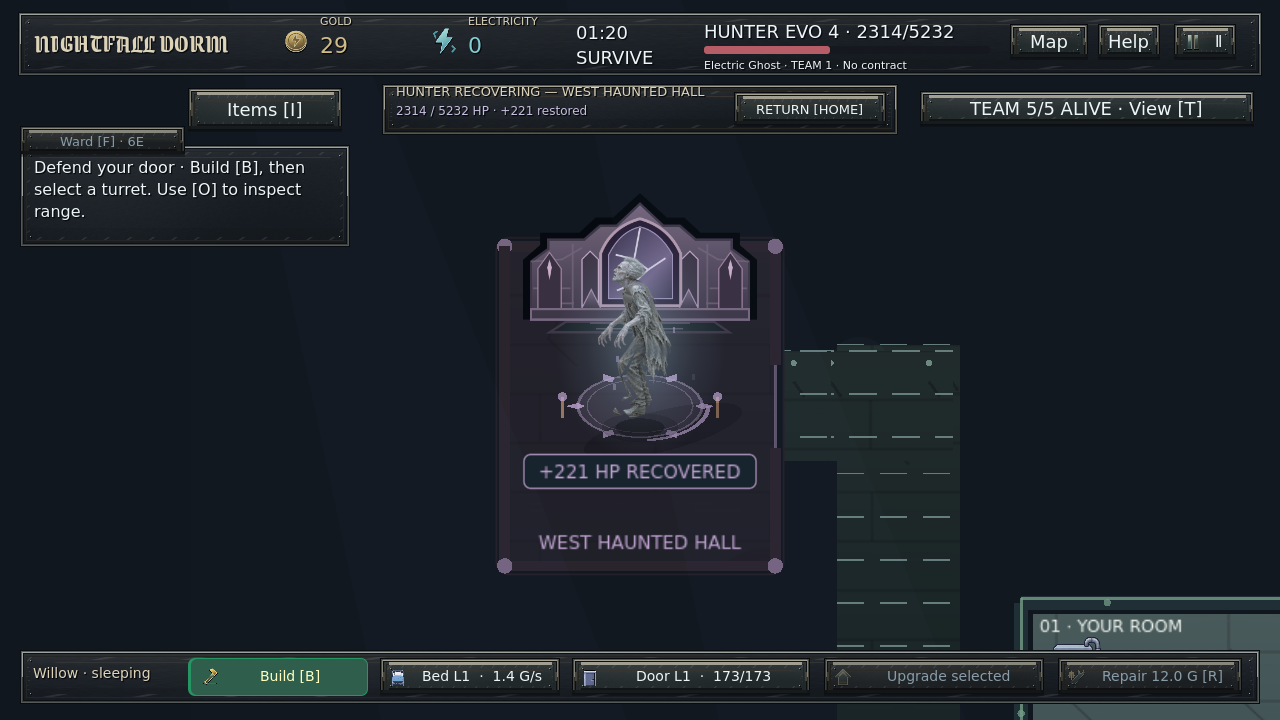 NIGHTFALL DORM
GOLD
29
ELECTRICITY
0
01:20
SURVIVE
HUNTER EVO 4 · 2314/5232
Electric Ghost · TEAM 1 · No contract
Map
Help
II
Items [I]
HUNTER RECOVERING — WEST HAUNTED HALL
2314 / 5232 HP · +221 restored
RETURN [HOME]
TEAM 5/5 ALIVE · View [T]
Ward [F] · 6E
Defend your door · Build [B], then
select a turret. Use [O] to inspect
range.
+221 HP RECOVERED
WEST HAUNTED HALL
01 · YOUR ROOM
Willow · sleeping
Build [B]
Bed L1 · 1.4 G/s
Door L1 · 173/173
Upgrade selected
Repair 12.0 G [R]